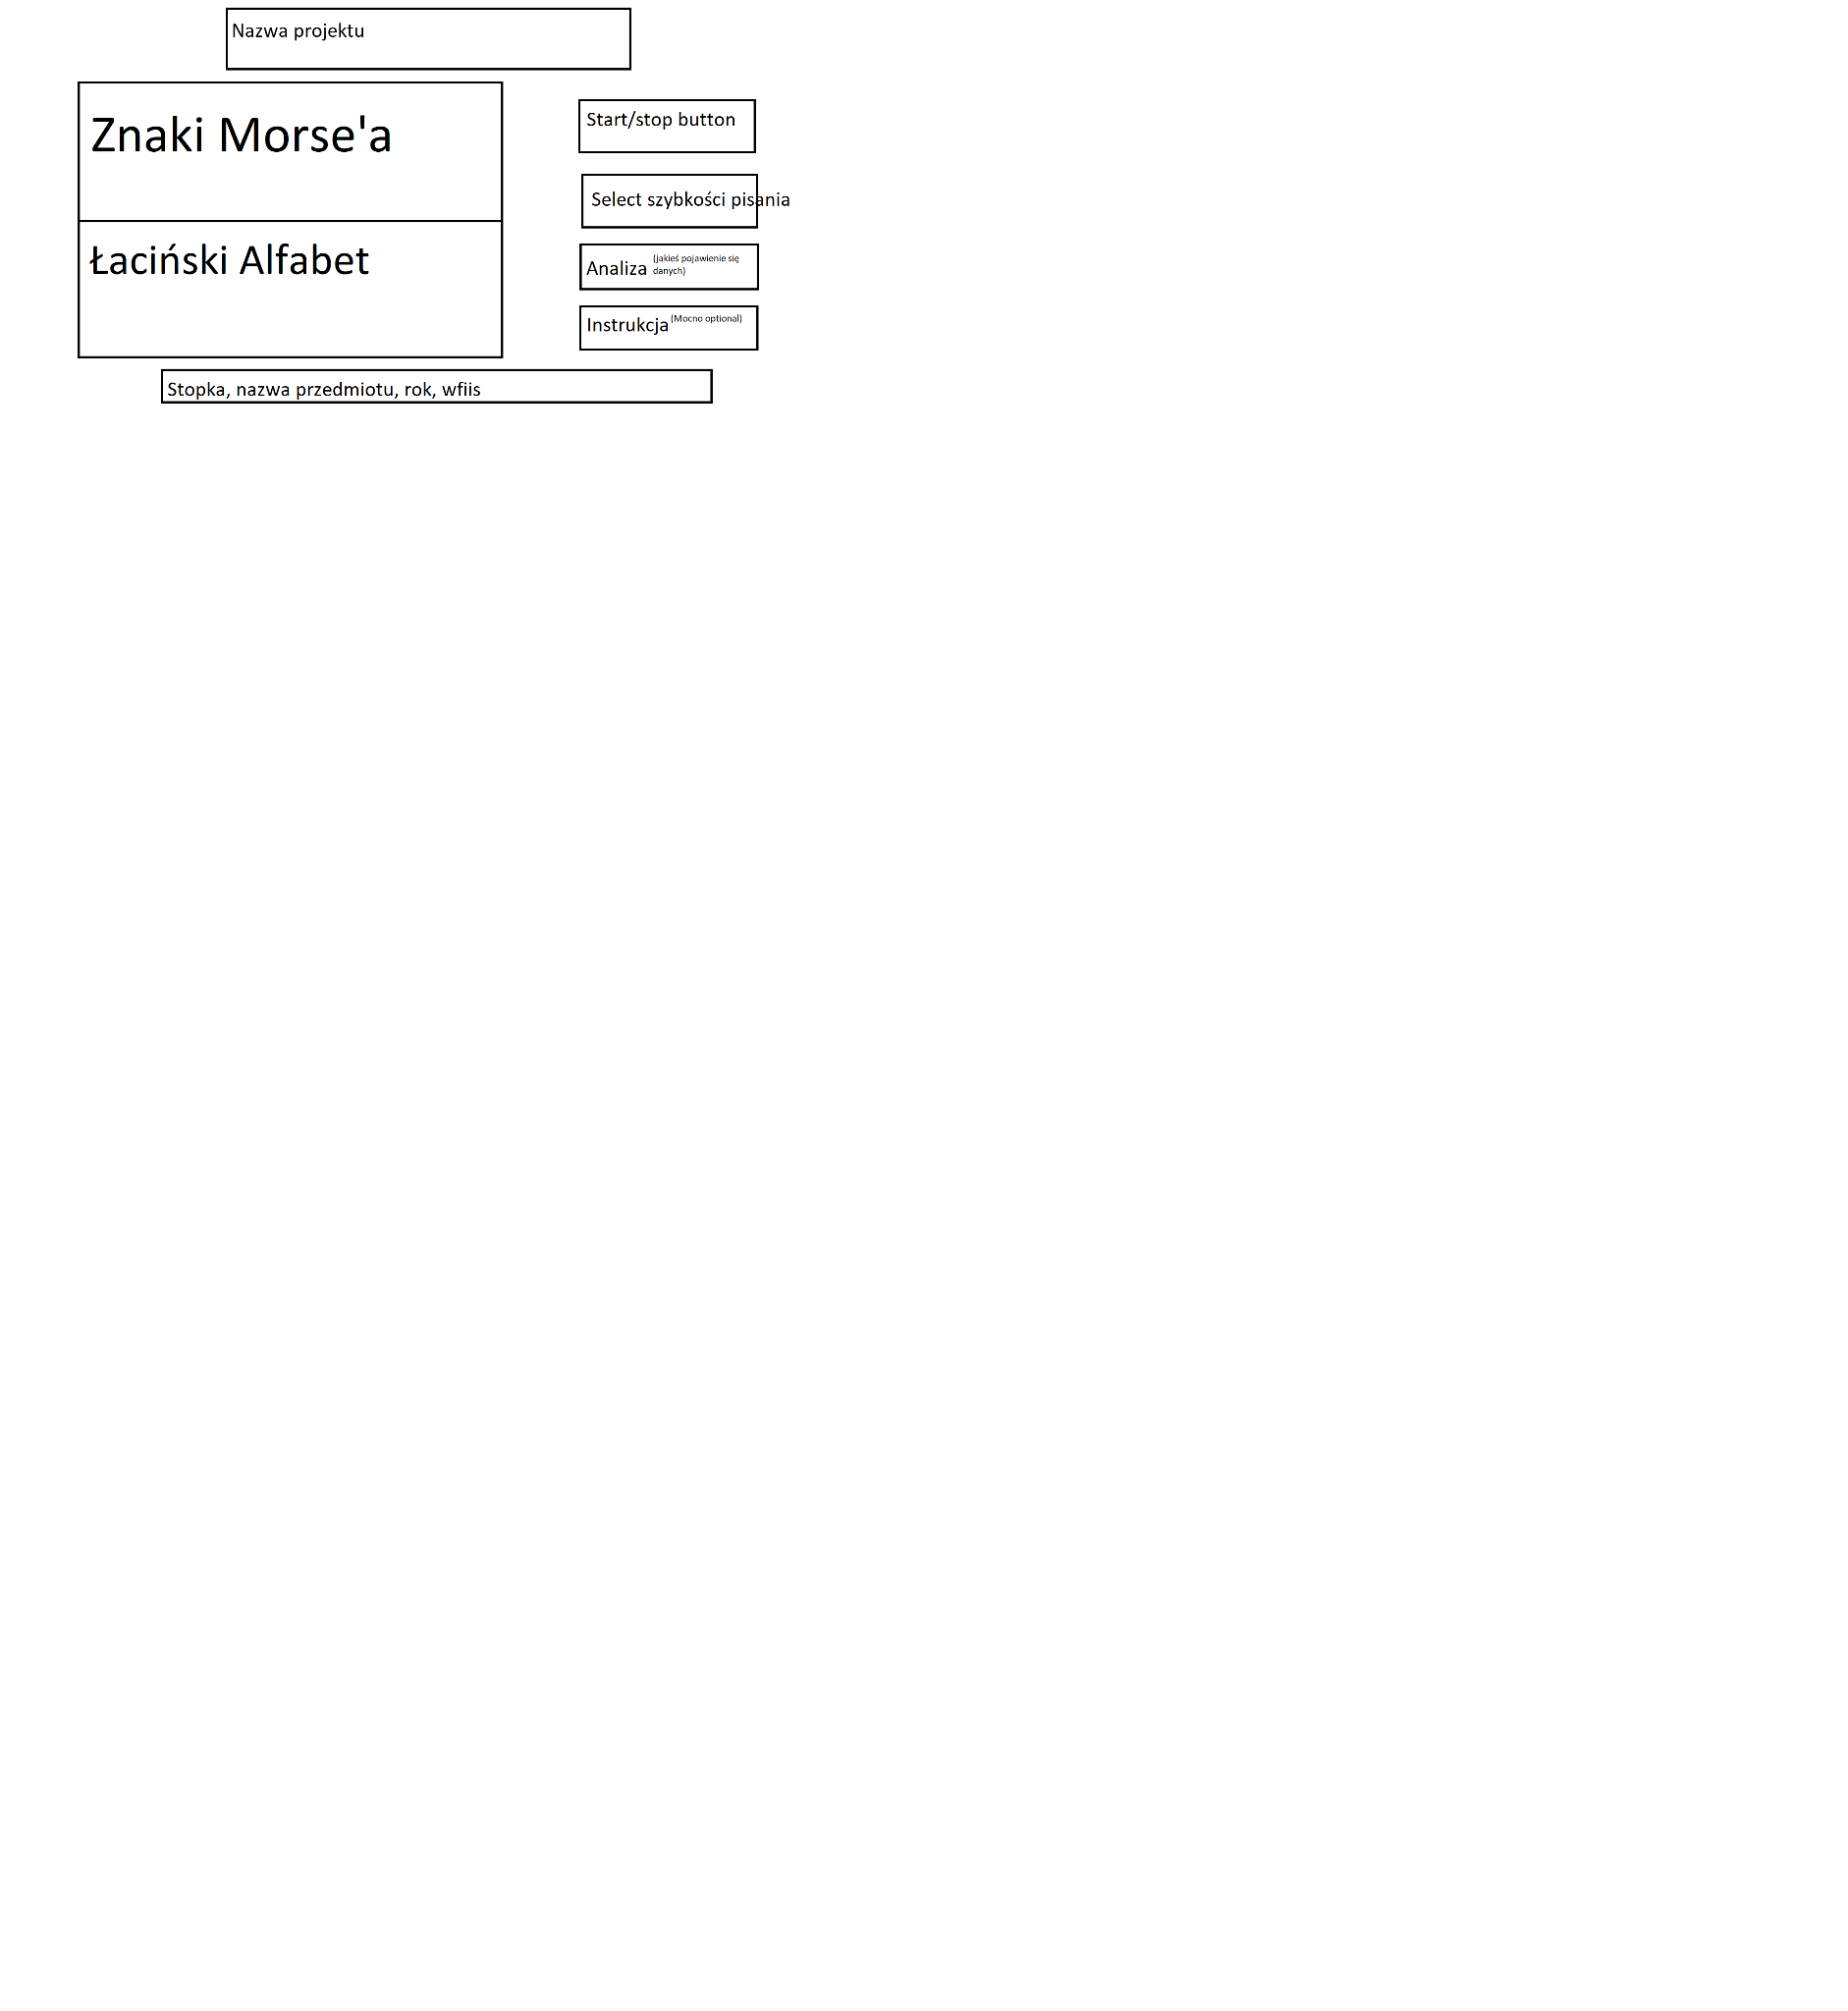 Nazwa projektu
Znaki Morse'a
Łaciński Alfabet
Start/stop button
Select szybkości pisania
Analiza (jakieś pojawienie się
danych)
Instrukcja (Mocno optional)
Stopka, nazwa przedmiotu, rok, wfiis